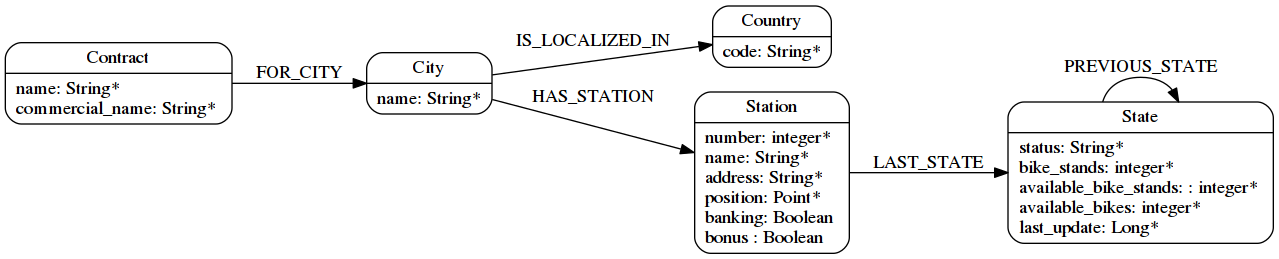 Contract
name: String*
commercial_name: String*
FOR_CITY
City
name: String*
IS_LOCALIZED_IN
Country
code: String*
HAS_STATION
Station
number: integer*
name: String*
address: String*
position: Point*
banking: Boolean
bonus : Boolean
LAST_STATE
PREVIOUS_STATE
State
status: String*
bike_stands: integer*
available_bike_stands: : integer*
available_bikes: integer*
last_update: Long*